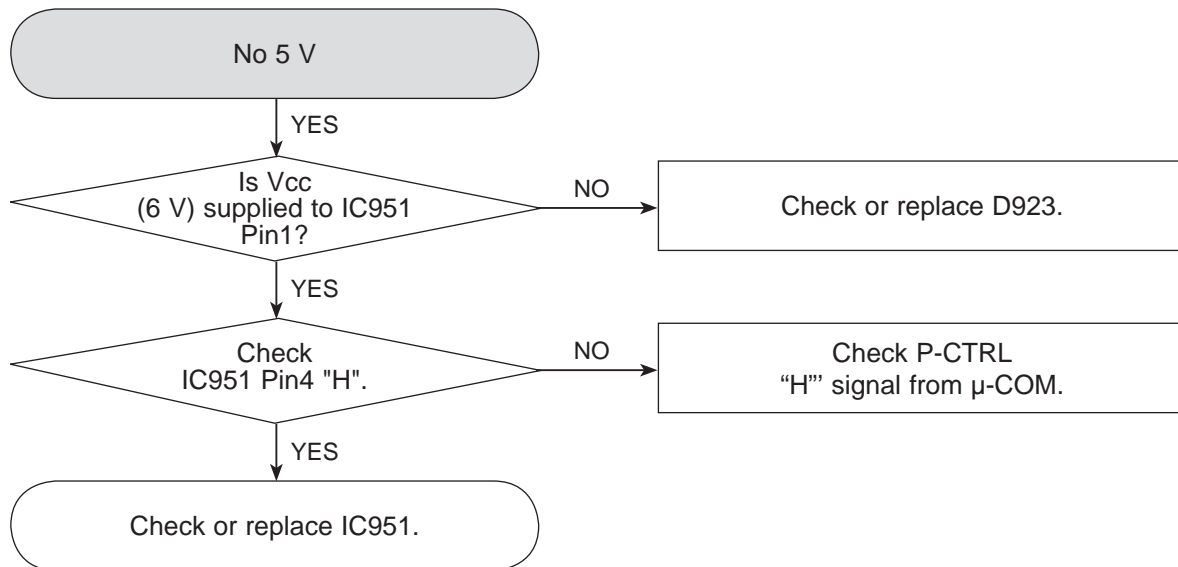 No 5 V
YES
Is Vcc
(6 V) supplied to IC951
Pin1?
NO
Check or replace D923.
YES
Check
IC951 Pin4 "H".
NO
Check P-CTRL
“H”’ signal from µ-COM.
YES
Check or replace IC951.